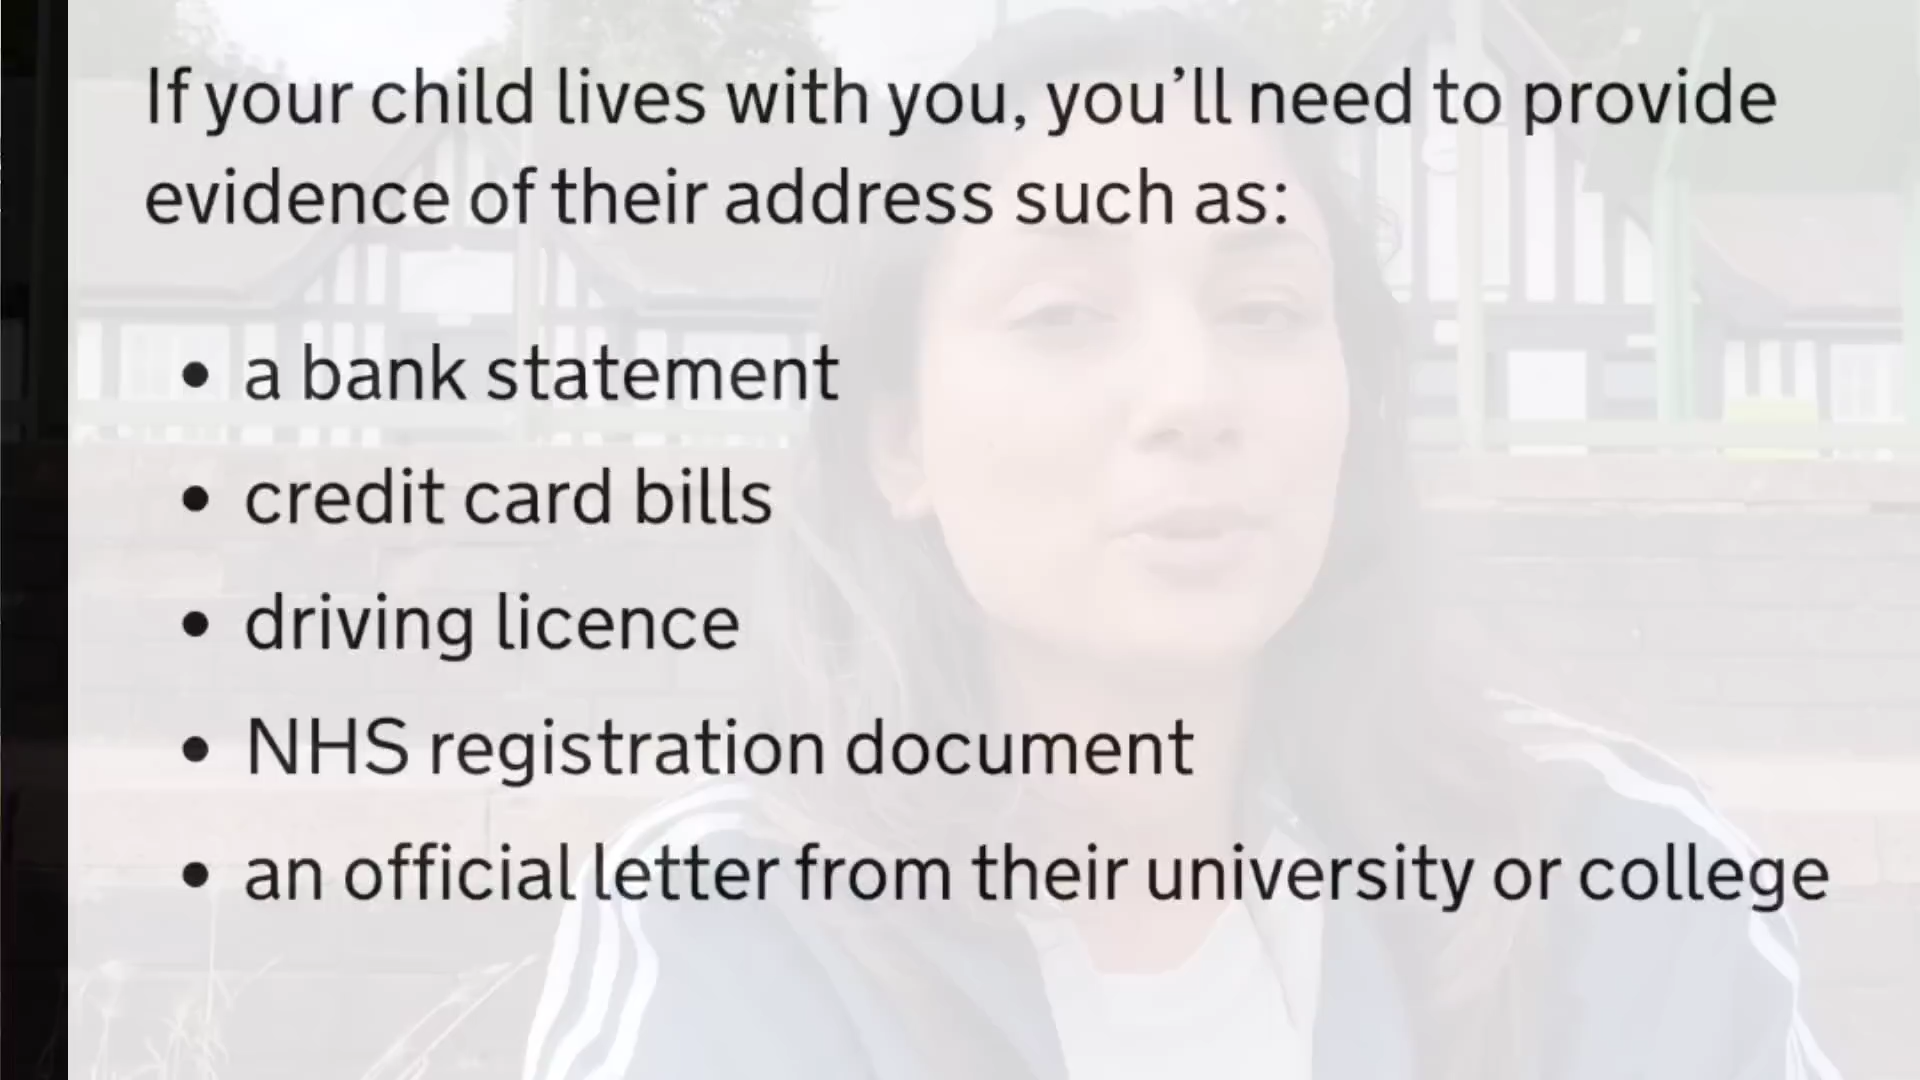 If your child lives with you, you’ll need to provide
evidence of their address such as:
• a bank statement
• credit card bills
• driving licence
• NHS registration document
• an official letter from their university or college